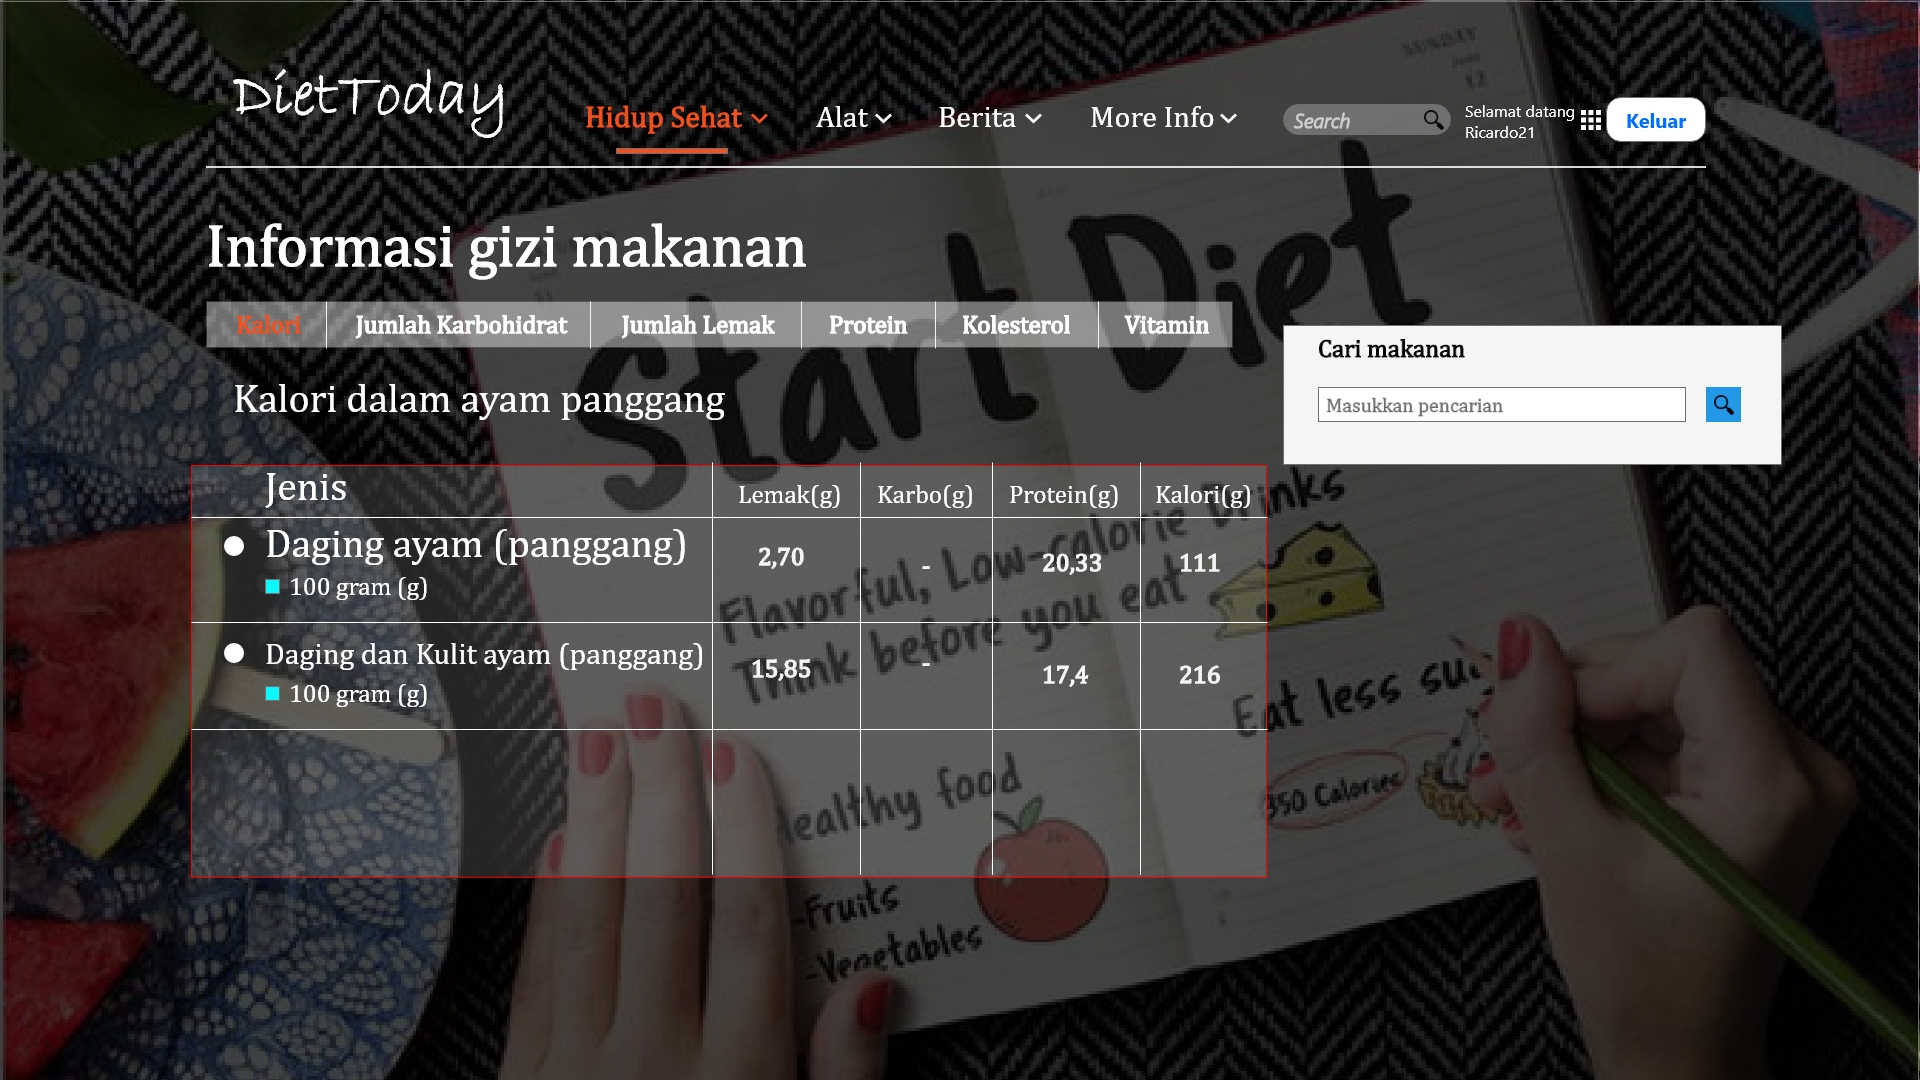 SUNDAY
12
DietToday
Hidup Sehat
Alat
Berita
More Info
Search
Selamat datang
Ricardo21
Keluar
Informasi gizi makanan
Start Diet
Kalori
Jumlah Karbohidrat
Jumlah Lemak
Protein
Kolesterol
Vitamin
Cari makanan
Masukkan pencarian
Kalori dalam ayam panggang
Jenis
Lemak(g)
Karbo(g)
Protein(g)
Kalori(g)
Daging ayam (panggang)
100 gram (g)
2,70
-
20,33
111
Daging dan Kulit ayam (panggang)
100 gram (g)
15,85
-
17,4
216
Flavorful, Low-calorie Drinks
Think before you eat
Eat less
350 Calories
Healthy food
-Fruits
-Vegetables